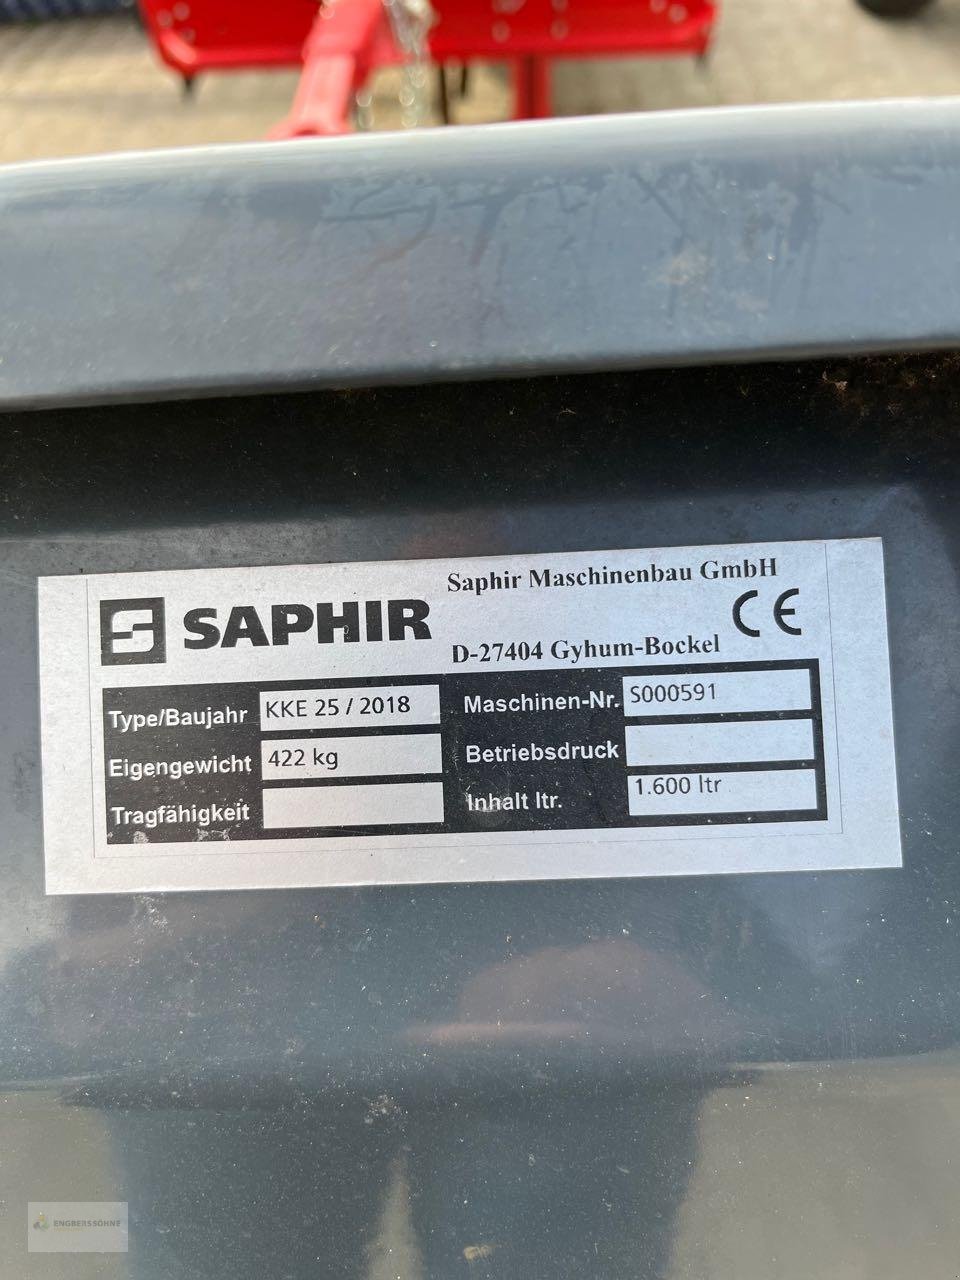 Saphir Maschinenbau GmbH
SAPHIR
CE
D-27404 Gyhum-Bockel
Type/Baujahr KKE 25 / 2018
Maschinen-Nr. S000591
Eigengewicht 422 kg
Betriebsdruck
Tragfähigkeit
Inhalt ltr. 1.600 ltr
ENGBERSSÖHNE